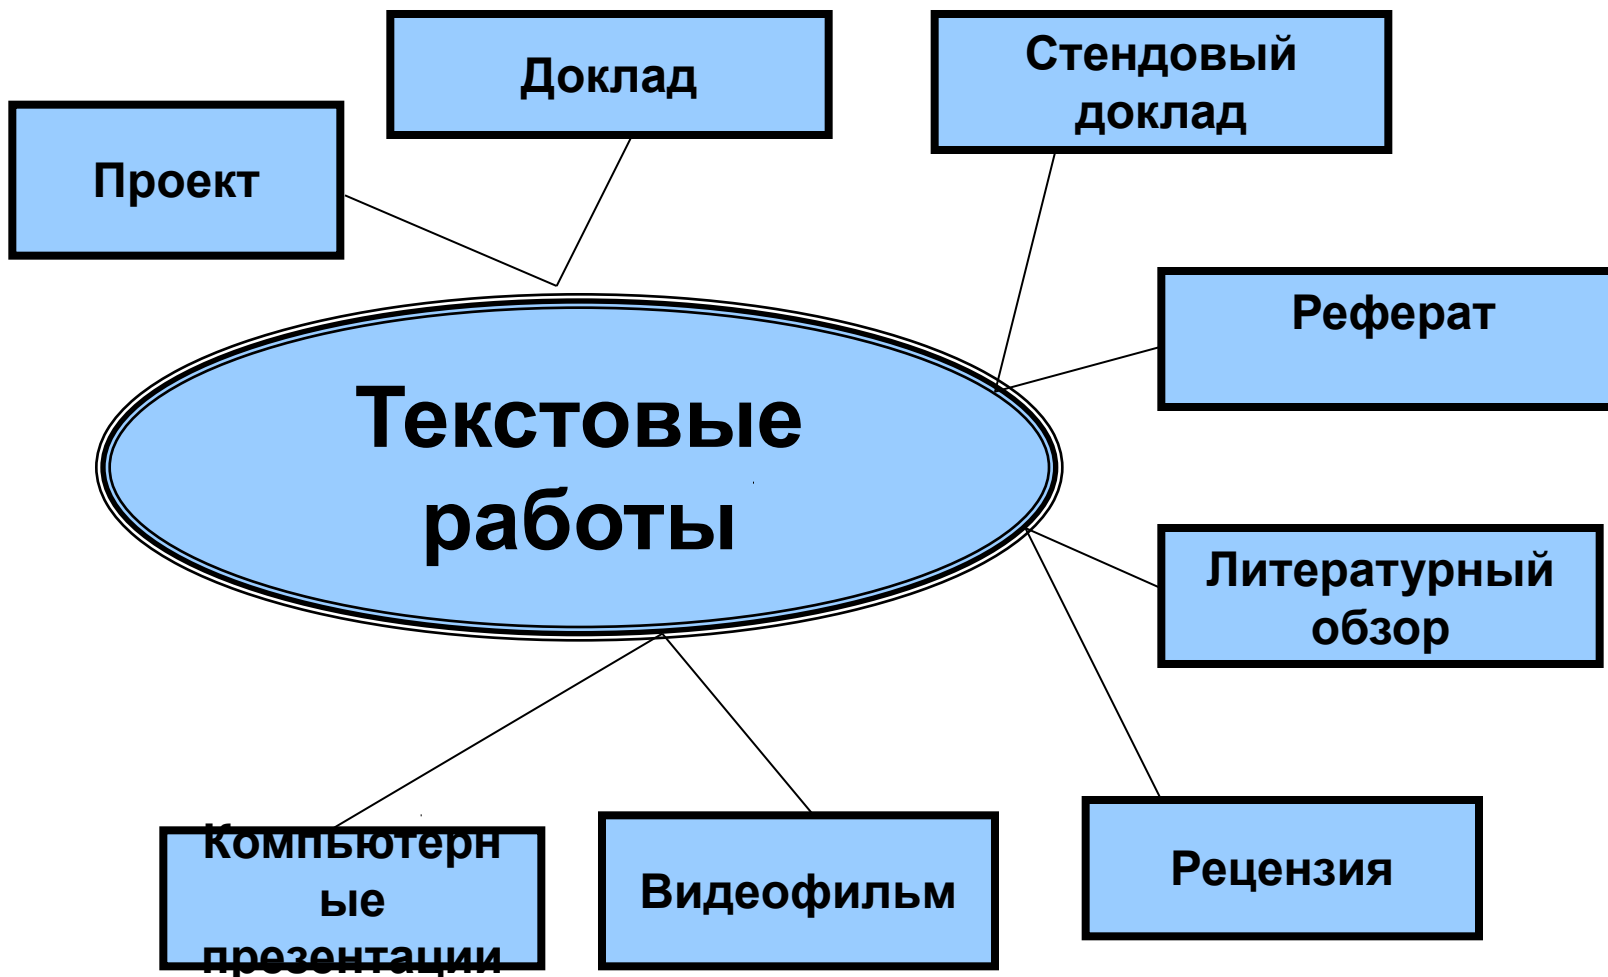 Доклад
Стендовый
доклад
Проект
Реферат
Текстовые
работы
Литературный
обзор
Компьютерн
ые
презентации
Видеофильм
Рецензия